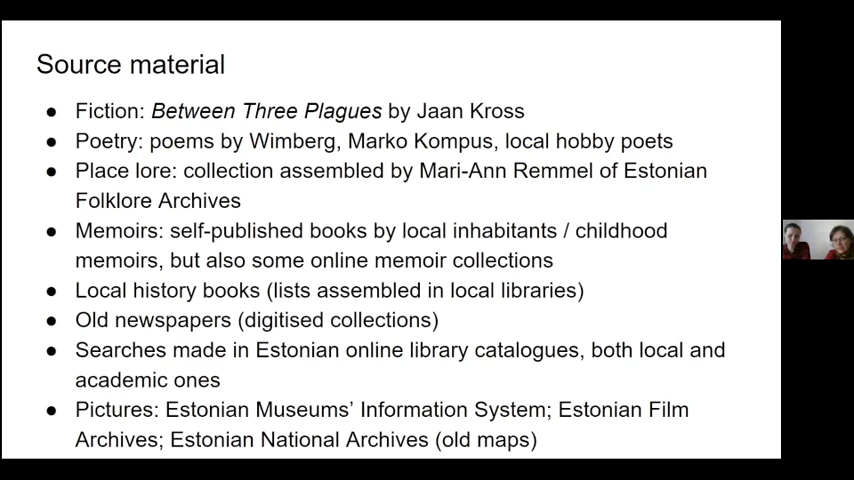 Source material
● Fiction: Between Three Plagues by Jaan Kross
● Poetry: poems by Wimberg, Marko Kompus, local hobby poets
● Place lore: collection assembled by Mari-Ann Remmel of Estonian
Folklore Archives
● Memoirs: self-published books by local inhabitants / childhood
memoirs, but also some online memoir collections
● Local history books (lists assembled in local libraries)
● Old newspapers (digitised collections)
● Searches made in Estonian online library catalogues, both local and
academic ones
● Pictures: Estonian Museums’ Information System; Estonian Film
Archives; Estonian National Archives (old maps)